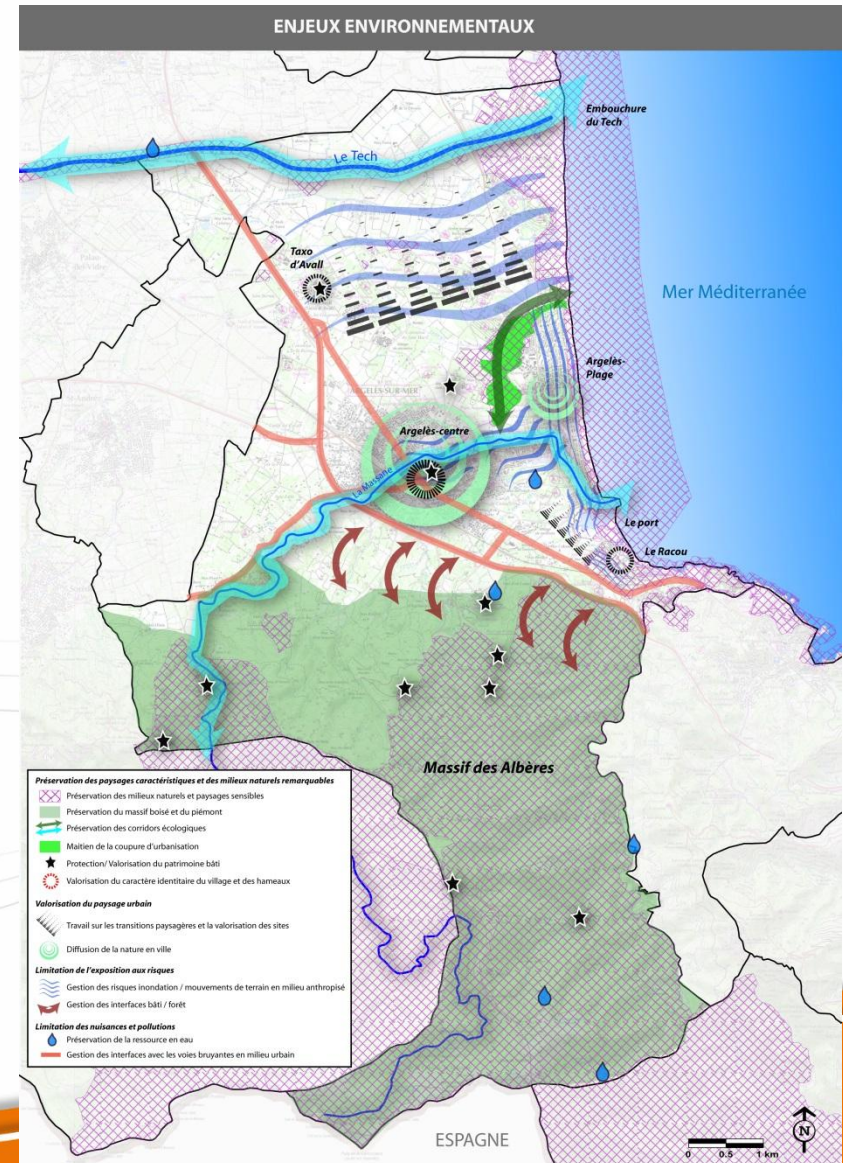 ENJEUX ENVIRONNEMENTAUX
Embouchure
du Tech
Le Tech
Taxo
d'Avall
Mer Méditerranée
Argelès-
Plage
ARGELÈS-SUR-MER
Argelès-centre
La Massane
Le port
Le Racou
Massif des Albères
Préservation des paysages caractéristiques et des milieux naturels remarquables
Préservation des milieux naturels et paysages sensibles
Préservation du massif boisé et du piémont
Préservation des corridors écologiques
Maitien de la coupure d'urbanisation
Protection/ Valorisation du patrimoine bâti
Valorisation du caractère identitaire du village et des hameaux
Valorisation du paysage urbain
Travail sur les transitions paysagères et la valorisation des sites
Diffusion de la nature en ville
Limitation de l'exposition aux risques
Gestion des risques inondation / mouvements de terrain en milieu anthropisé
Gestion des interfaces bâti / forêt
Limitation des nuisances et pollutions
Préservation de la ressource en eau
Gestion des interfaces avec les voies bruyantes en milieu urbain
ESPAGNE
N
0 0.5 1 km